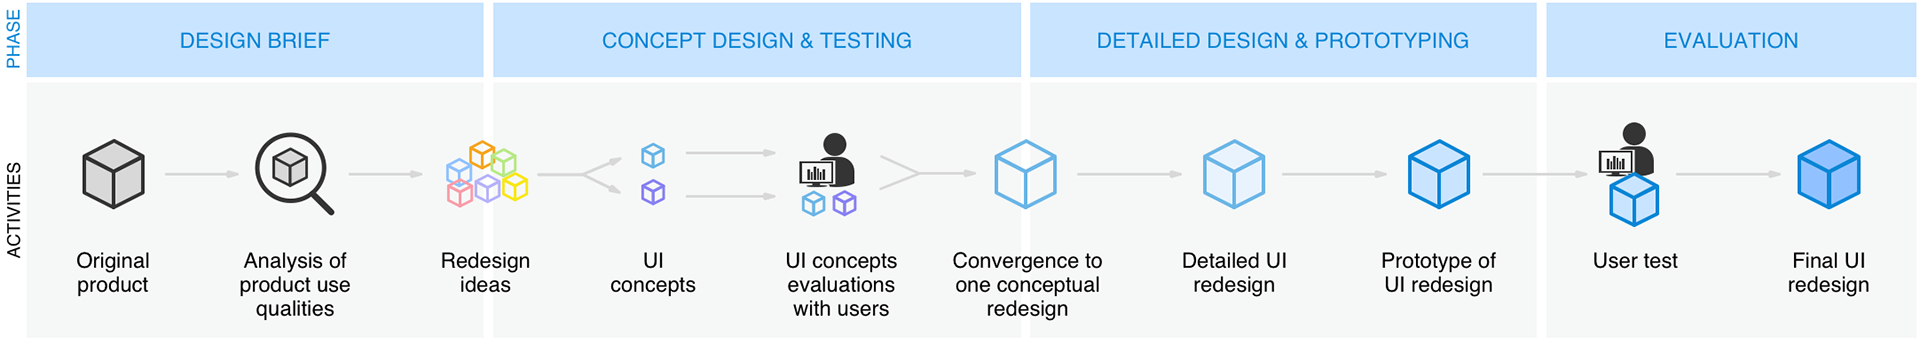 PHASE
DESIGN BRIEF
CONCEPT DESIGN & TESTING
DETAILED DESIGN & PROTOTYPING
EVALUATION
ACTIVITIES
Original
product
Analysis of
product use
qualities
Redesign
ideas
UI
concepts
UI concepts
evaluations
with users
Convergence to
one conceptual
redesign
Detailed UI
redesign
Prototype of
UI redesign
User test
Final UI
redesign